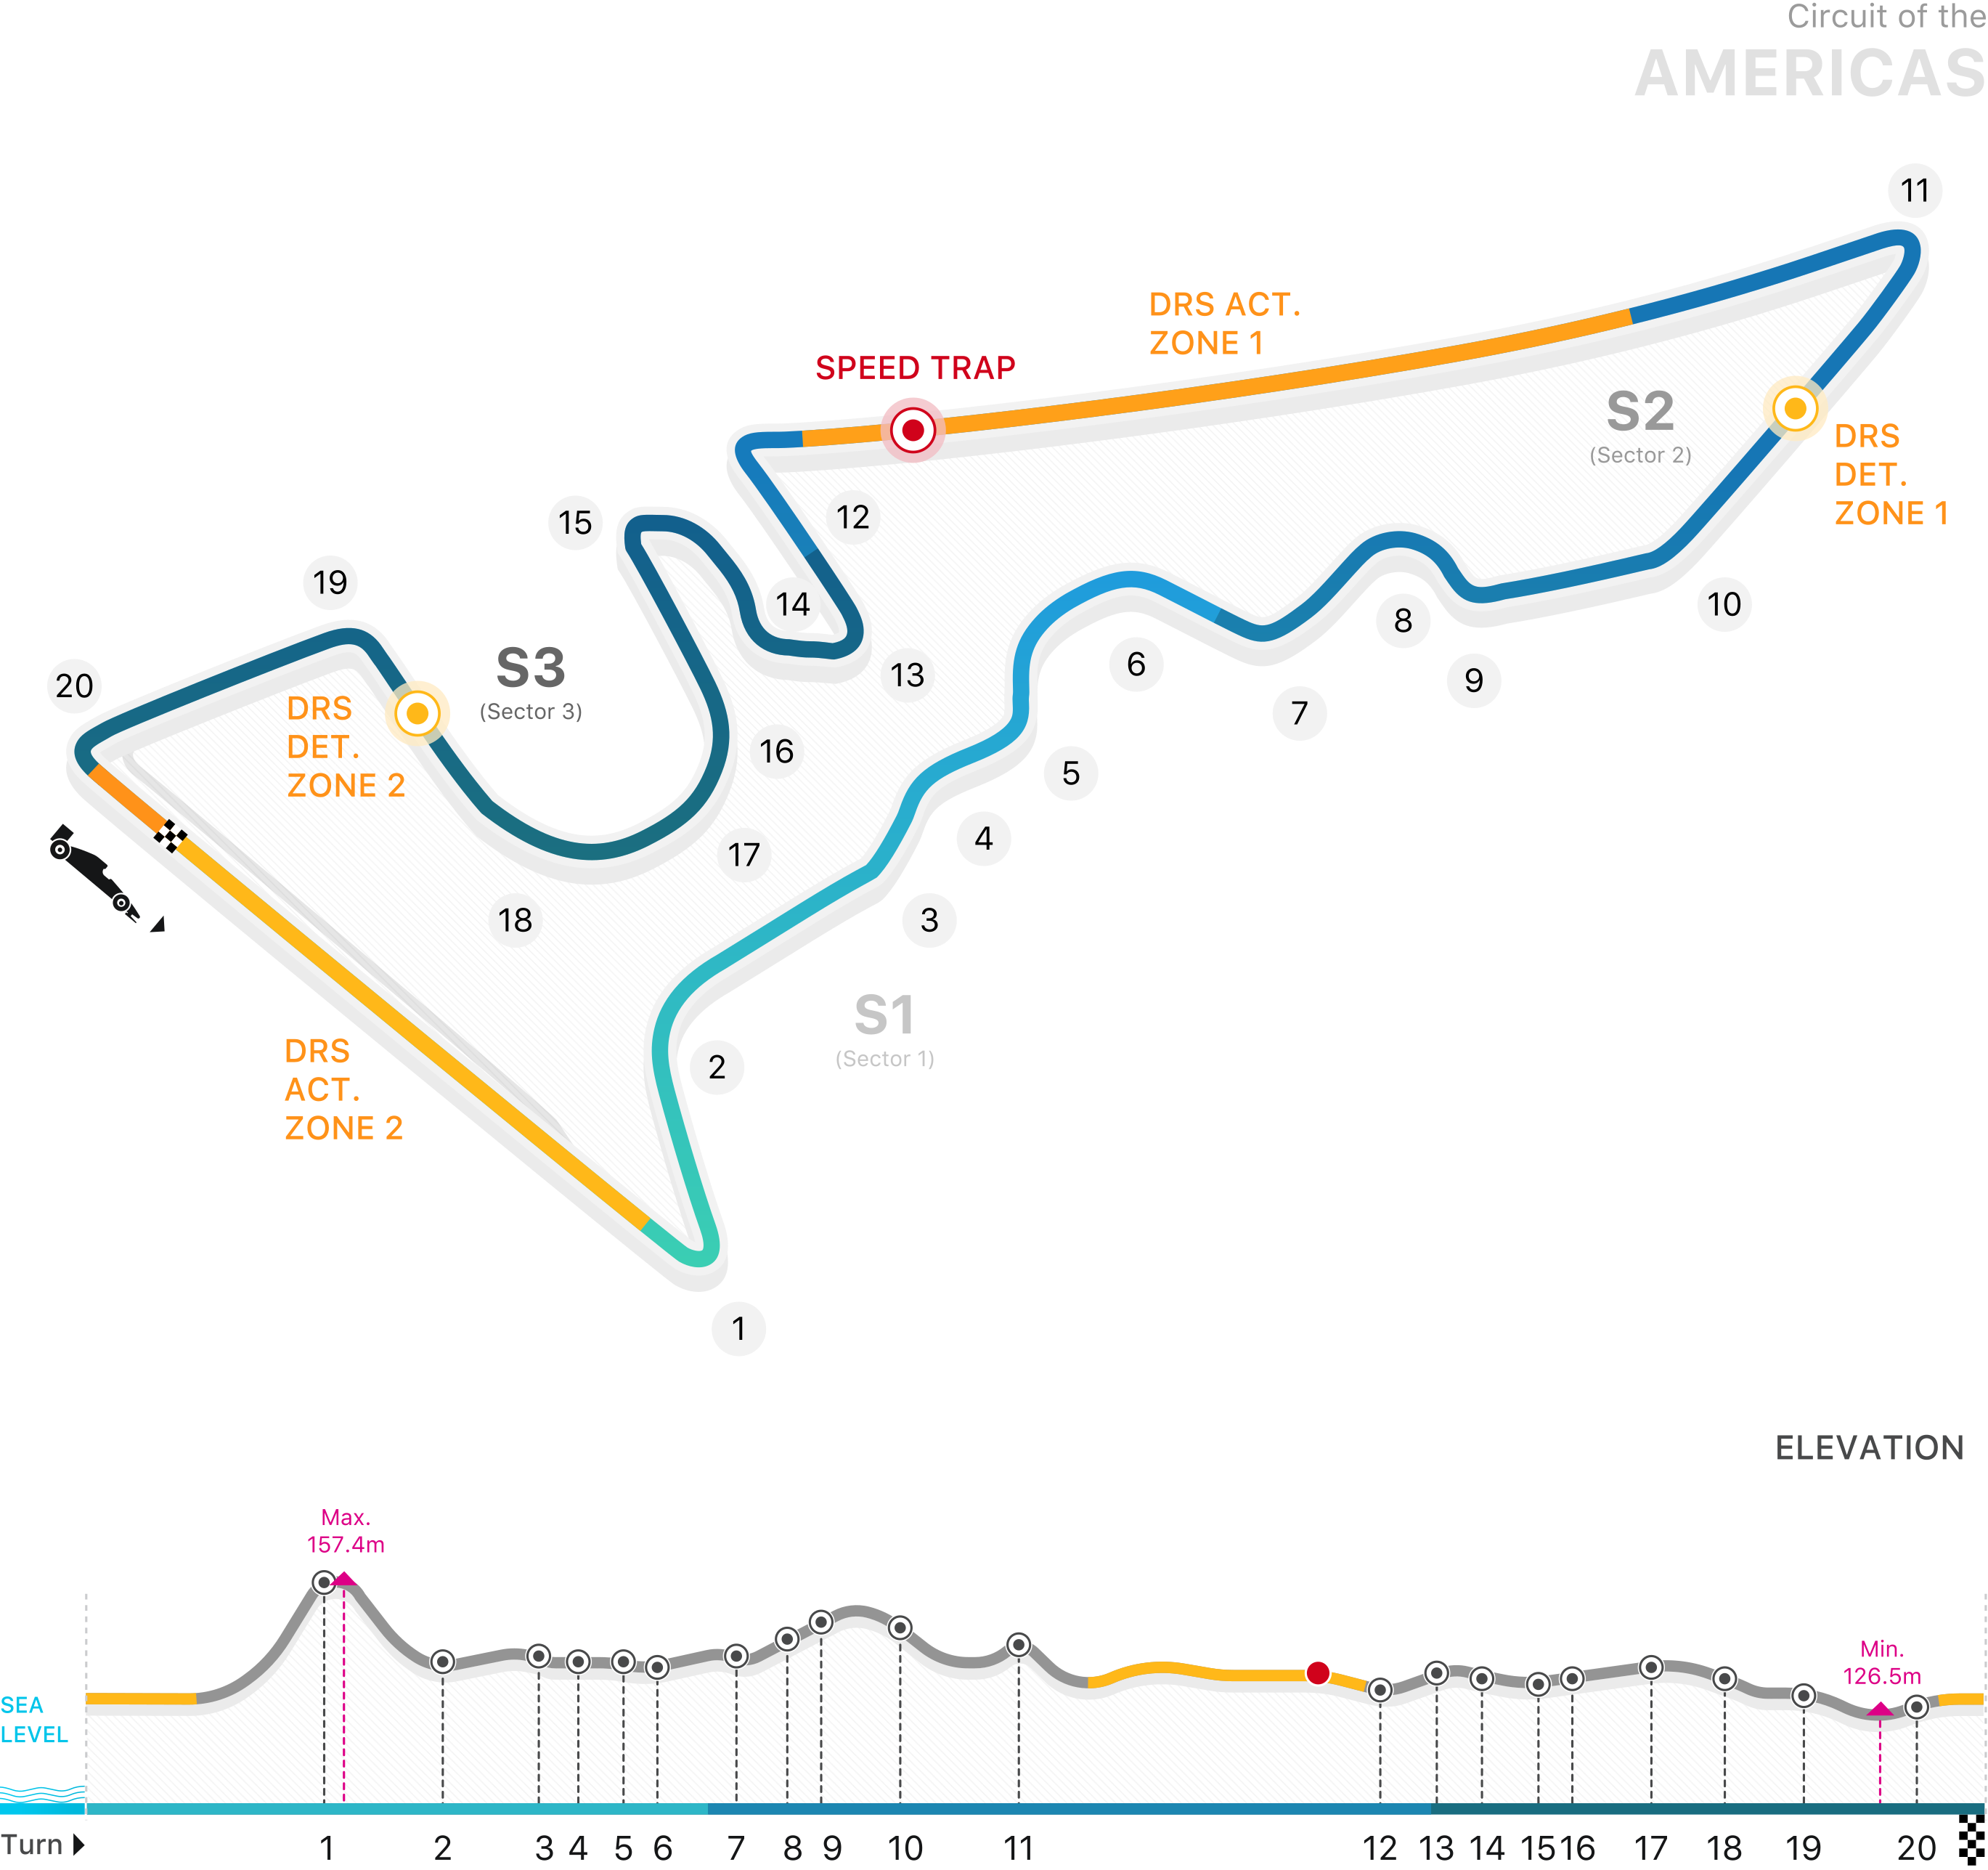 Circuit of the
AMERICAS
11
DRS ACT.
ZONE 1
SPEED TRAP
S2
(Sector 2)
DRS
DET.
ZONE 1
15
12
19
14
10
8
20
S3
(Sector 3)
6
13
9
DRS
DET.
ZONE 2
7
16
5
4
17
18
3
S1
(Sector 1)
DRS
ACT.
ZONE 2
2
1
ELEVATION
Max.
157.4m
Min.
126.5m
SEA
LEVEL
Turn 1 2 3 4 5 6 7 8 9 10 11 12 13 14 15 16 17 18 19 20